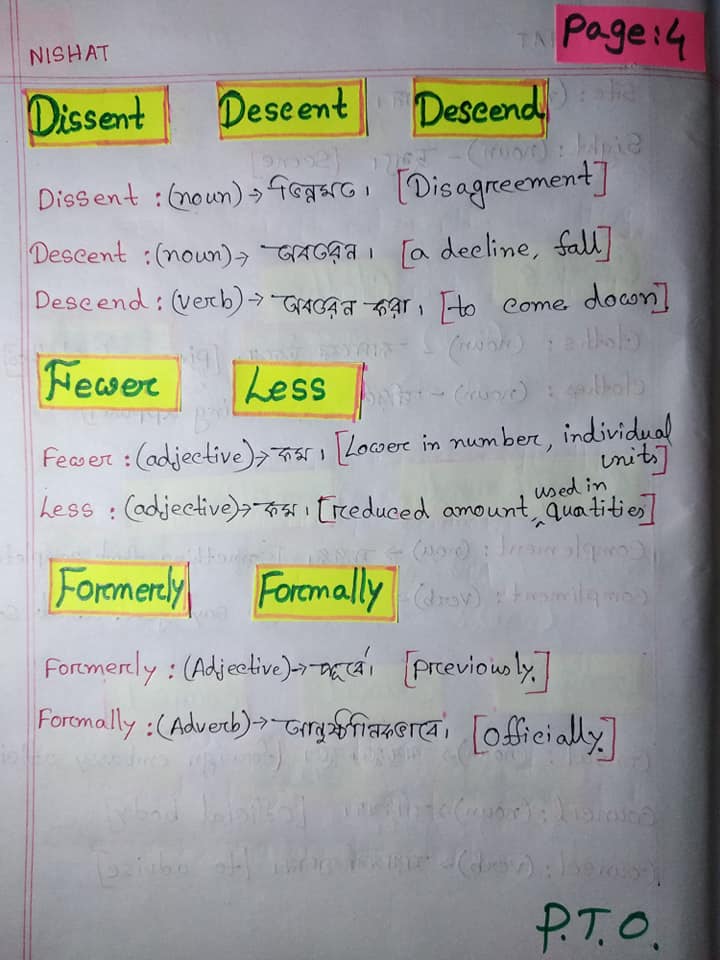 Page:4
NISHAT
Dissent Descent Descend
Dissent : (noun) → ভিন্নমত। [Disagreement]
Descent : (noun) → অবতরন। [a decline, fall]
Descend : (verb) → অবতরন করা। [to come down]
Fewer Less
Fewer : (adjective) → কম। [Lower in number, individual units]
Less : (adjective) → কম। [reduced amount used in quatities]
Formerly Formally
Formerly : (Adjective) → পূর্বে। [previously.]
Formally : (Adverb) → আনুষ্ঠানিকভাবে। [officially.]
P.T.O.